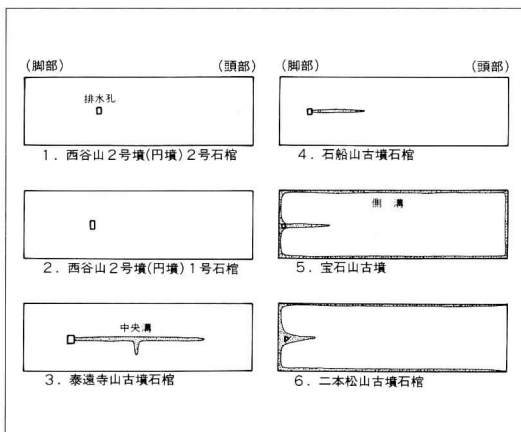 (脚部) (頭部)
排水孔
1．西谷山2号墳(円墳)2号石棺
2．西谷山2号墳(円墳)1号石棺
中央溝
3．泰遠寺山古墳石棺
(脚部) (頭部)
4．石船山古墳石棺
側溝
5．宝石山古墳
6．二本松山古墳石棺